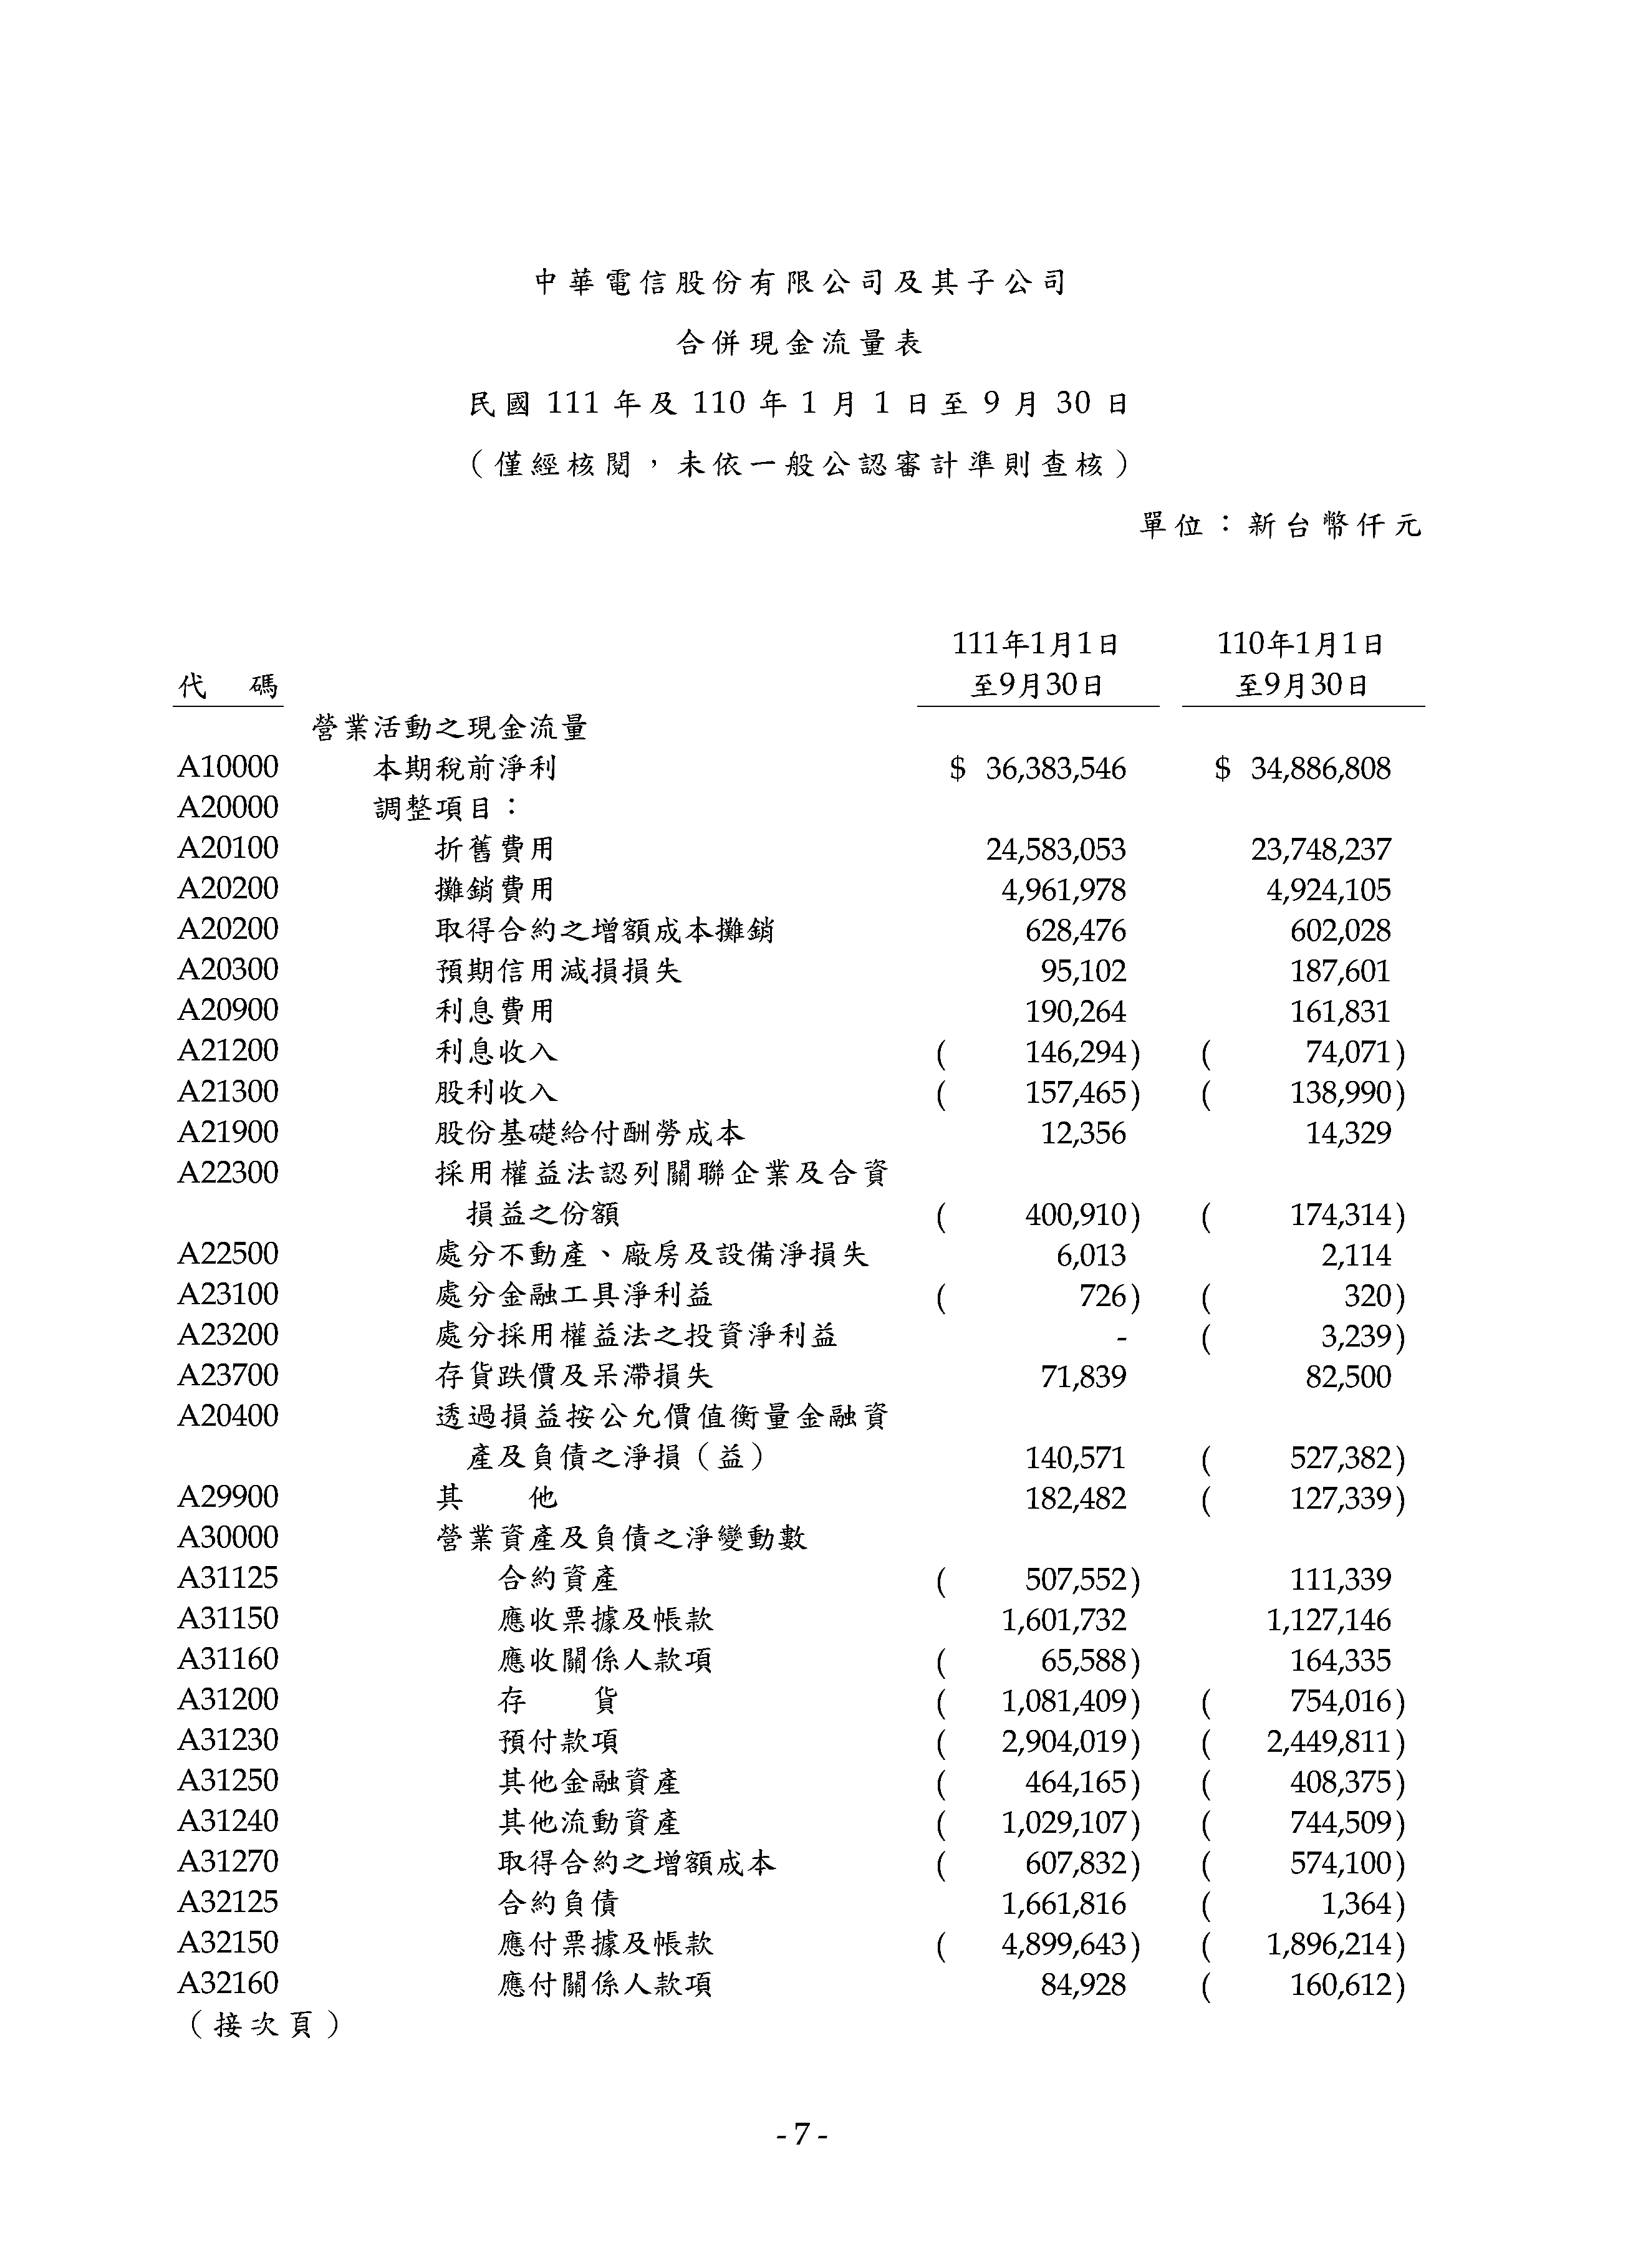 中華電信股份有限公司及其子公司
合併現金流量表
民國 111 年及 110 年 1 月 1 日至 9 月 30 日
（僅經核閱，未依一般公認審計準則查核）
單位：新台幣仟元
111年1月1日 110年1月1日
代 碼 至9月30日 至9月30日
營業活動之現金流量
A10000 本期稅前淨利 $ 36,383,546 $ 34,886,808
A20000 調整項目：
A20100 折舊費用 24,583,053 23,748,237
A20200 攤銷費用 4,961,978 4,924,105
A20200 取得合約之增額成本攤銷 628,476 602,028
A20300 預期信用減損損失 95,102 187,601
A20900 利息費用 190,264 161,831
A21200 利息收入 ( 146,294) ( 74,071)
A21300 股利收入 ( 157,465) ( 138,990)
A21900 股份基礎給付酬勞成本 12,356 14,329
A22300 採用權益法認列關聯企業及合資
損益之份額 ( 400,910) ( 174,314)
A22500 處分不動產、廠房及設備淨損失 6,013 2,114
A23100 處分金融工具淨利益 ( 726) ( 320)
A23200 處分採用權益法之投資淨利益 - ( 3,239)
A23700 存貨跌價及呆滯損失 71,839 82,500
A20400 透過損益按公允價值衡量金融資
產及負債之淨損（益） 140,571 ( 527,382)
A29900 其 他 182,482 ( 127,339)
A30000 營業資產及負債之淨變動數
A31125 合約資產 ( 507,552) 111,339
A31150 應收票據及帳款 1,601,732 1,127,146
A31160 應收關係人款項 ( 65,588) 164,335
A31200 存 貨 ( 1,081,409) ( 754,016)
A31230 預付款項 ( 2,904,019) ( 2,449,811)
A31250 其他金融資產 ( 464,165) ( 408,375)
A31240 其他流動資產 ( 1,029,107) ( 744,509)
A31270 取得合約之增額成本 ( 607,832) ( 574,100)
A32125 合約負債 1,661,816 ( 1,364)
A32150 應付票據及帳款 ( 4,899,643) ( 1,896,214)
A32160 應付關係人款項 84,928 ( 160,612)
（接次頁）
- 7 -